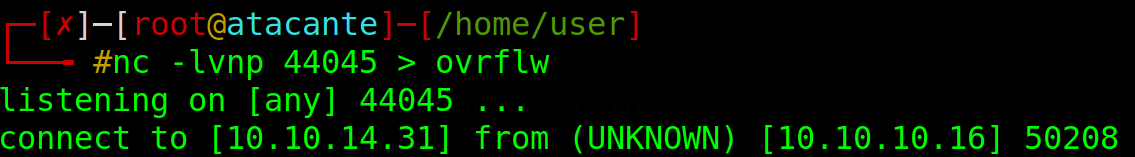 ┌─[✗]─[root@atacante]─[/home/user]
└──╼ #nc -lvnp 44045 > ovrflw
listening on [any] 44045 ...
connect to [10.10.14.31] from (UNKNOWN) [10.10.10.16] 50208